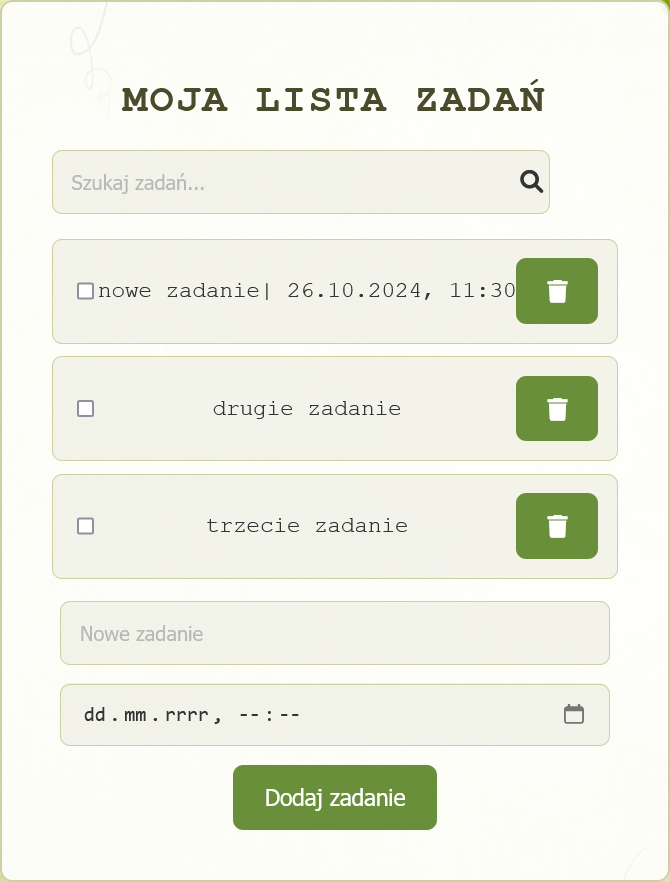 MOJA LISTA ZADAŃ
Szukaj zadań...
nowe zadanie| 26.10.2024, 11:30
drugie zadanie
trzecie zadanie
Nowe zadanie
dd.mm.rrrr, --:--
Dodaj zadanie